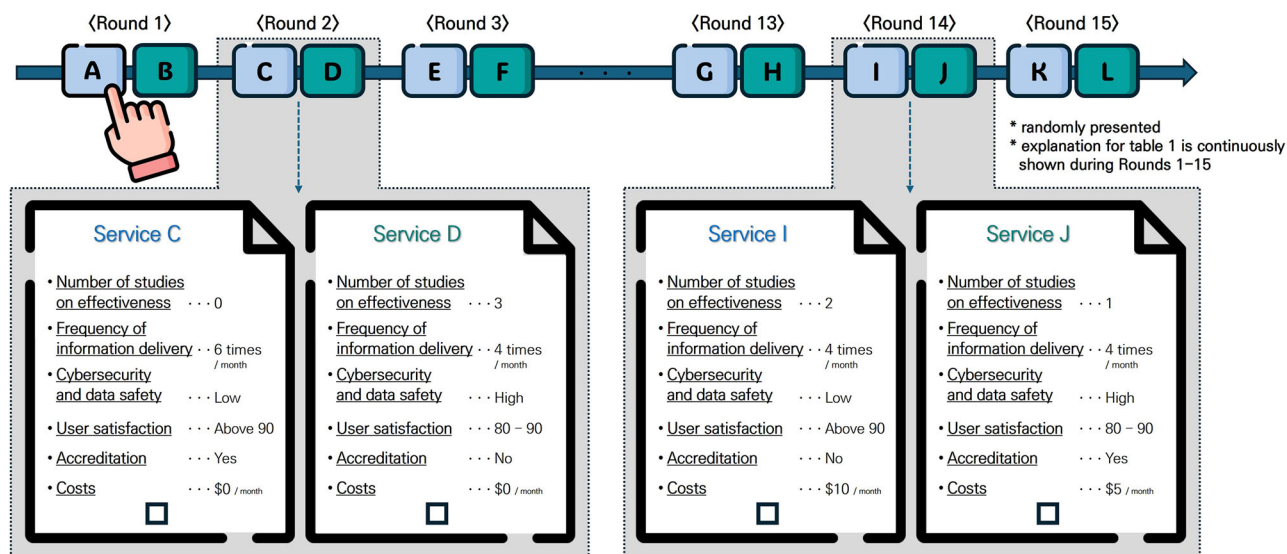 〈Round 1〉 〈Round 2〉 〈Round 3〉 〈Round 13〉 〈Round 14〉 〈Round 15〉
A B C D E F · · · G H I J K L
* randomly presented
* explanation for table 1 is continuously
shown during Rounds 1-15
Service C
• Number of studies
on effectiveness · · · 0
• Frequency of
information delivery · · 6 times
/ month
• Cybersecurity
and data safety · · · Low
• User satisfaction · · · Above 90
• Accreditation · · · Yes
• Costs · · · $0 / month
Service D
• Number of studies
on effectiveness · · · 3
• Frequency of
information delivery · · 4 times
/ month
• Cybersecurity
and data safety · · · High
• User satisfaction · · · 80 – 90
• Accreditation · · · No
• Costs · · · $0 / month
Service I
• Number of studies
on effectiveness · · · 2
• Frequency of
information delivery · · 4 times
/ month
• Cybersecurity
and data safety · · · Low
• User satisfaction · · · Above 90
• Accreditation · · · No
• Costs · · · $10 / month
Service J
• Number of studies
on effectiveness · · · 1
• Frequency of
information delivery · · 4 times
/ month
• Cybersecurity
and data safety · · · High
• User satisfaction · · · 80 – 90
• Accreditation · · · Yes
• Costs · · · $5 / month